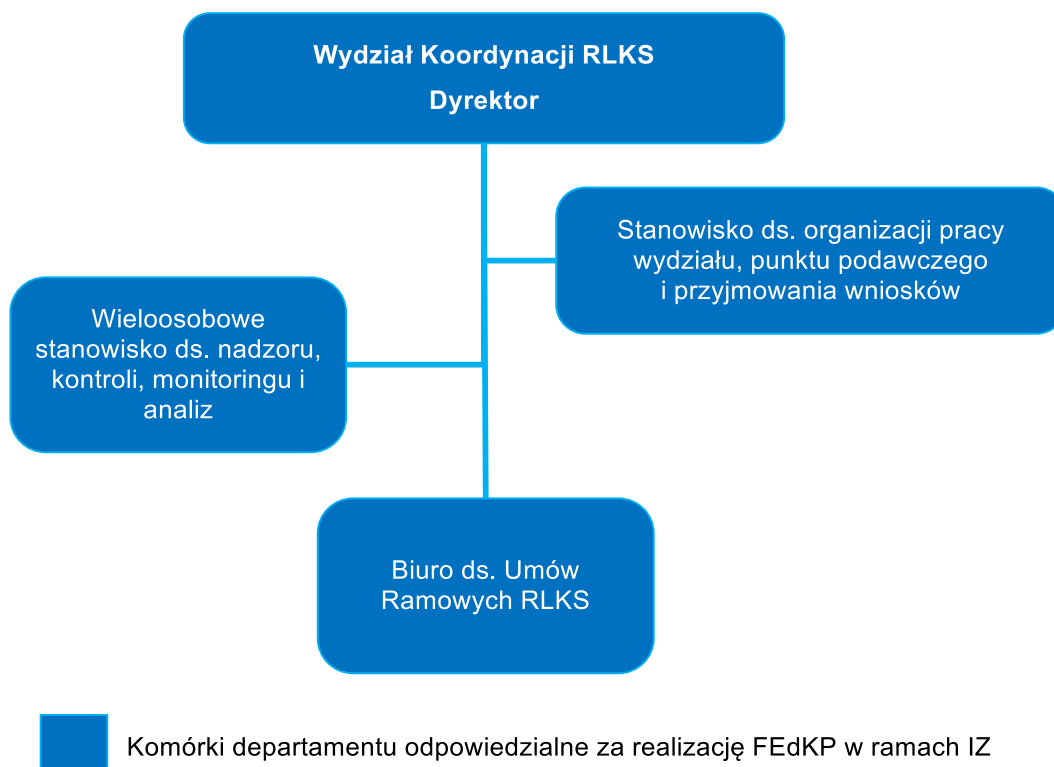 Wydział Koordynacji RLKS
Dyrektor
Stanowisko ds. organizacji pracy
wydziału, punktu podawczego
i przyjmowania wniosków
Wieloosobowe
stanowisko ds. nadzoru,
kontroli, monitoringu i
analiz
Biuro ds. Umów
Ramowych RLKS
Komórki departamentu odpowiedzialne za realizację FEdKP w ramach IZ